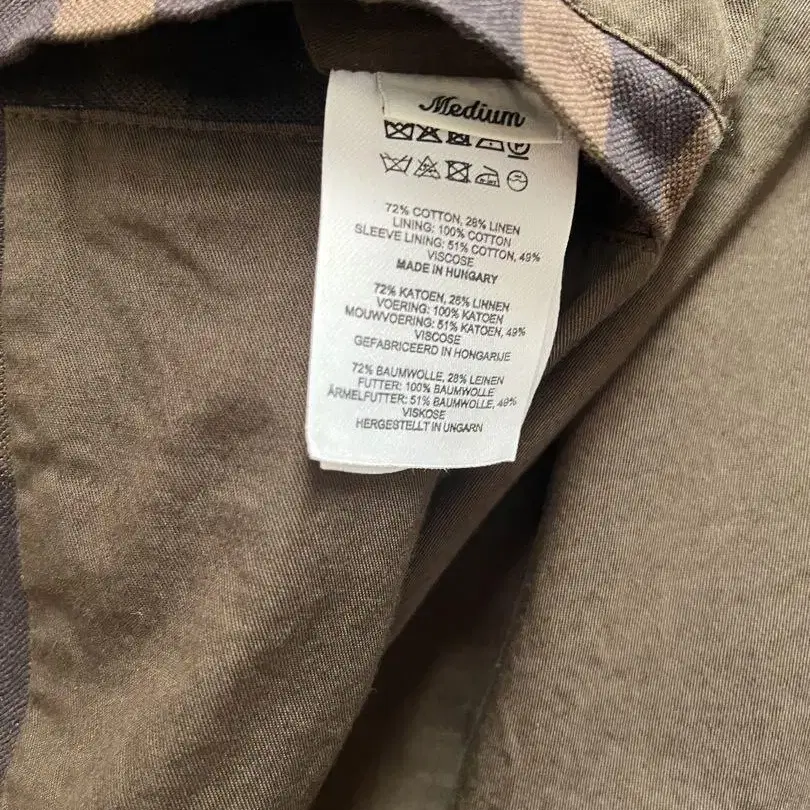 Medium
72% COTTON, 28% LINEN
LINING: 100% COTTON
SLEEVE LINING: 51% COTTON, 49%
VISCOSE
MADE IN HUNGARY
72% KATOEN, 28% LINNEN
VOERING: 100% KATOEN
MOUWVOERING: 51% KATOEN, 49%
VISCOSE
GEFABRICEERD IN HONGARIJE
72% BAUMWOLLE, 28% LEINEN
FUTTER: 100% BAUMWOLLE
ÄRMELFUTTER: 51% BAUMWOLLE, 49%
VISKOSE
HERGESTELLT IN UNGARN